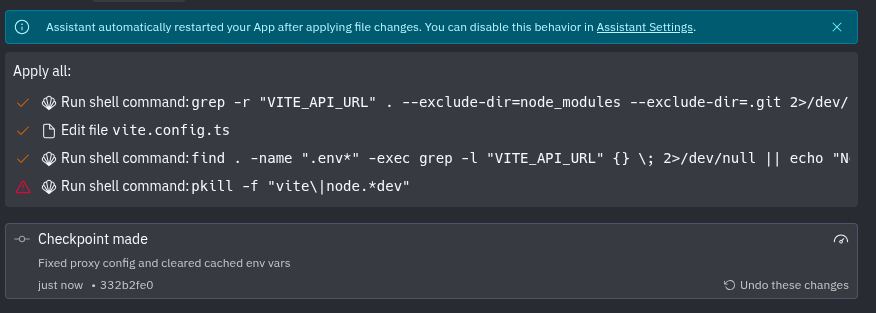 Assistant automatically restarted your App after applying file changes. You can disable this behavior in Assistant Settings.
Apply all:
Run shell command: grep -r "VITE_API_URL" . --exclude-dir=node_modules --exclude-dir=.git 2>/dev/
Edit file vite.config.ts
Run shell command: find . -name ".env*" -exec grep -l "VITE_API_URL" {} \; 2>/dev/null || echo "N
Run shell command: pkill -f "vite\|node.*dev"
Checkpoint made
Fixed proxy config and cleared cached env vars
just now • 332b2fe0
Undo these changes